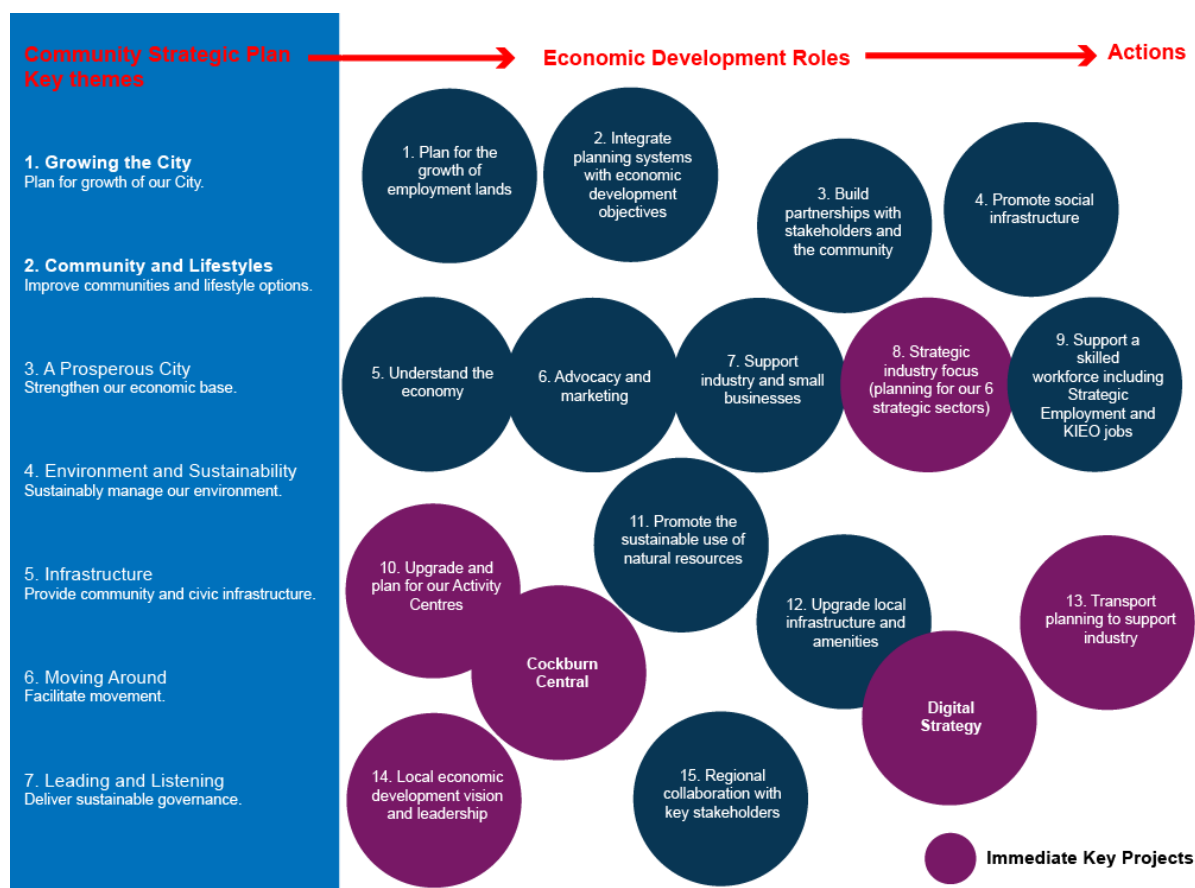 Community Strategic Plan
Key themes
Economic Development Roles
Actions
1. Growing the City
Plan for growth of our City.
2. Community and Lifestyles
Improve communities and lifestyle options.
3. A Prosperous City
Strengthen our economic base.
4. Environment and Sustainability
Sustainably manage our environment.
5. Infrastructure
Provide community and civic infrastructure.
6. Moving Around
Facilitate movement.
7. Leading and Listening
Deliver sustainable governance.
1. Plan for the
growth of
employment lands
2. Integrate
planning systems
with economic
development
objectives
3. Build
partnerships with
stakeholders and
the community
4. Promote social
infrastructure
5. Understand the
economy
6. Advocacy and
marketing
7. Support
industry and small
businesses
8. Strategic
industry focus
(planning for our 6
strategic sectors)
9. Support a
skilled
workforce including
Strategic
Employment and
KIEO jobs
10. Upgrade and
plan for our Activity
Centres
Cockburn
Central
11. Promote the
sustainable use of
natural resources
12. Upgrade local
infrastructure and
amenities
Digital
Strategy
13. Transport
planning to support
industry
14. Local economic
development vision
and leadership
15. Regional
collaboration with
key stakeholders
Immediate Key Projects